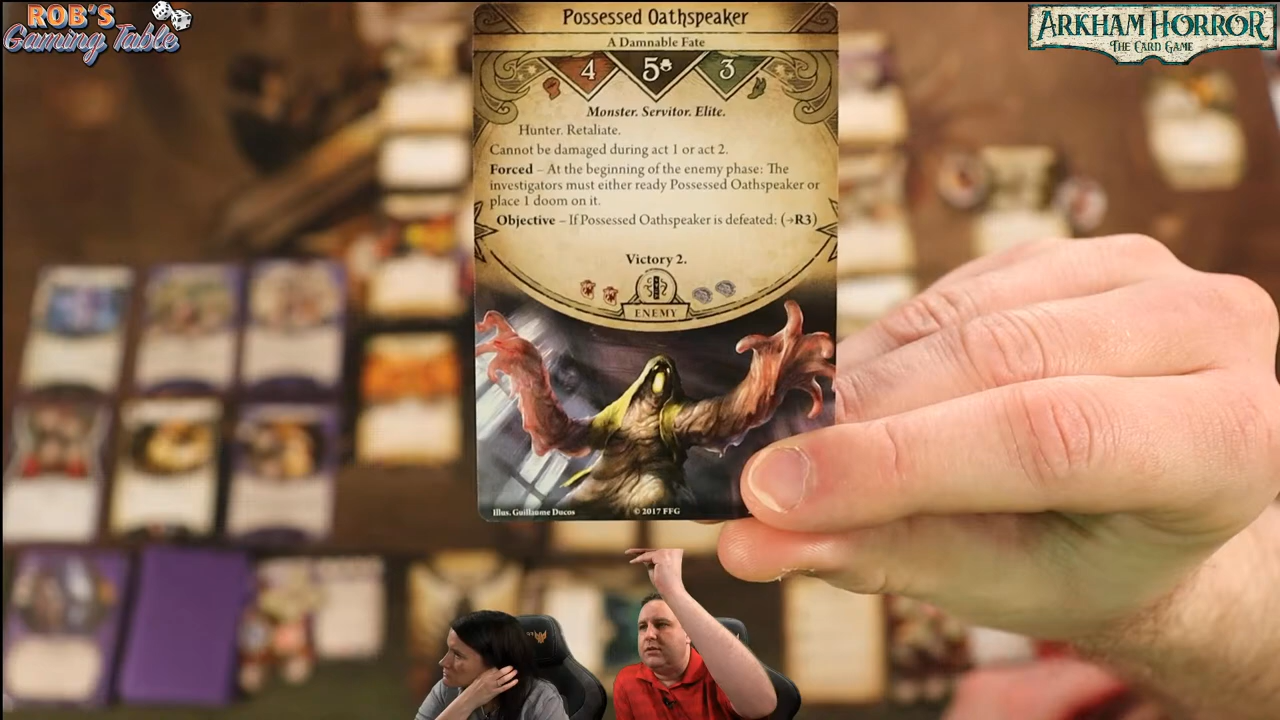 ROB'S
Gaming Table
ARKHAM HORROR
THE CARD GAME
Possessed Oathspeaker
A Damnable Fate
4 5 3
Monster. Servitor. Elite.
Hunter. Retaliate.
Cannot be damaged during act 1 or act 2.
Forced – At the beginning of the enemy phase: The
investigators must either ready Possessed Oathspeaker or
place 1 doom on it.
Objective – If Possessed Oathspeaker is defeated: (→R3)
Victory 2.
ENEMY
Illus. Guillaume Ducos © 2017 FFG